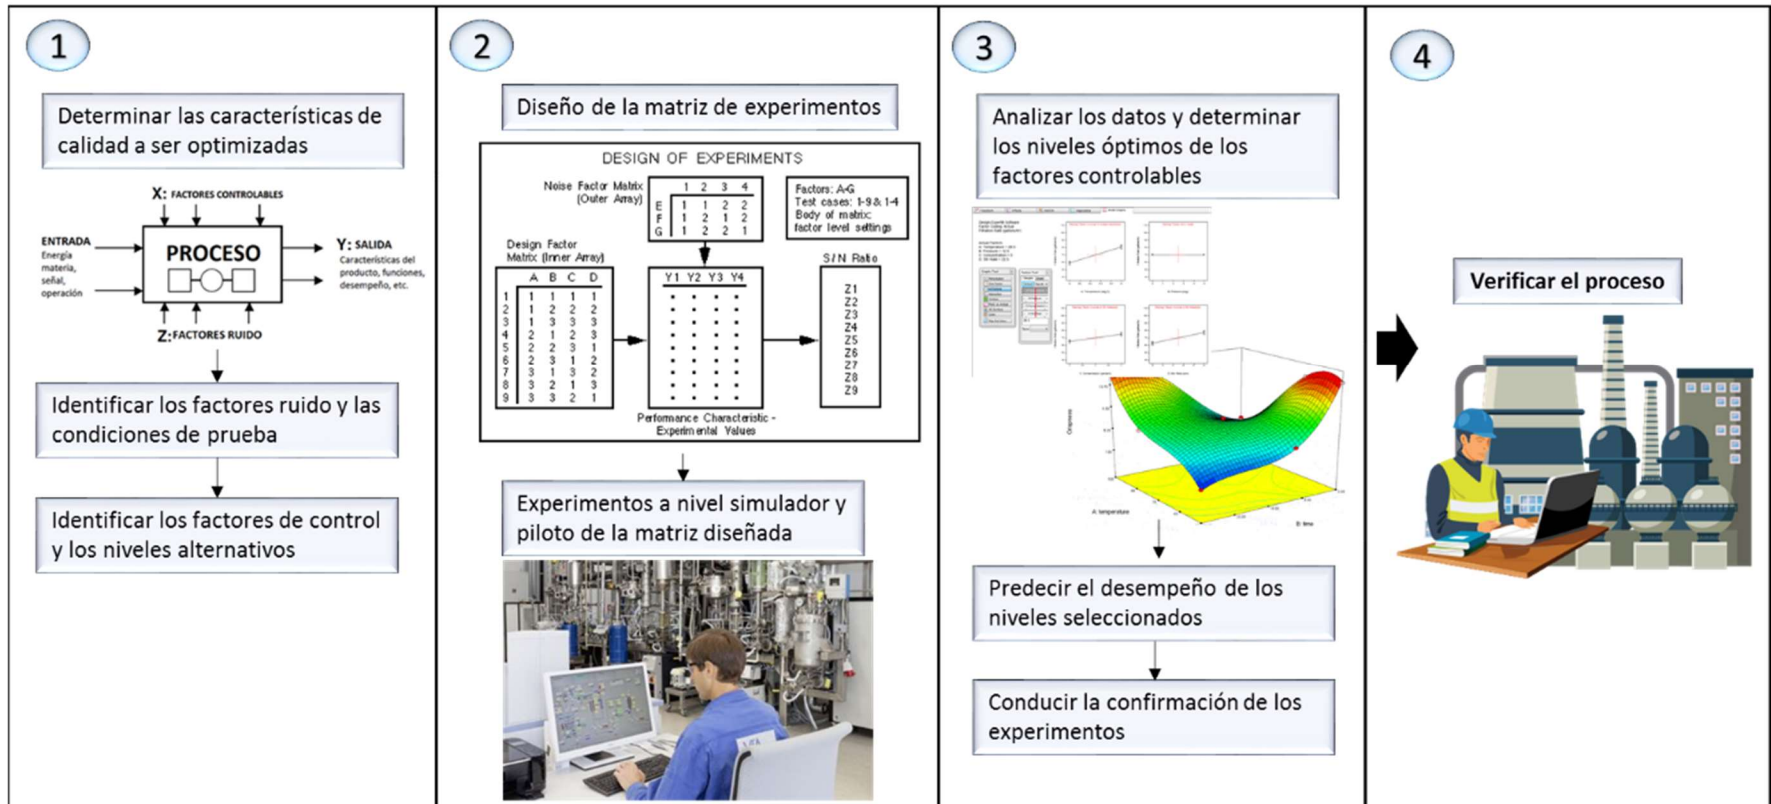 1
Determinar las características de
calidad a ser optimizadas
X: FACTORES CONTROLABLES
ENTRADA
Energía
materia,
señal,
operación
PROCESO
Y: SALIDA
Características del
producto, funciones,
desempeño, etc.
Z: FACTORES RUIDO
Identificar los factores ruido y las
condiciones de prueba
Identificar los factores de control
y los niveles alternativos
2
Diseño de la matriz de experimentos
DESIGN OF EXPERIMENTS
Noise Factor Matrix
(Outer Array)
1 2 3 4
E 1 1 2 2
F 1 2 1 2
G 1 2 2 1
Factors: A-G
Test cases: 1-9 & 1-4
Body of matrix:
factor level settings
Design Factor
Matrix (Inner Array)
A B C D
1 1 1 1 1
2 1 2 2 2
3 1 3 3 3
4 2 1 2 3
5 2 2 3 1
6 2 3 1 2
7 3 1 3 2
8 3 2 1 3
9 3 3 2 1
Y1 Y2 Y3 Y4
S/N Ratio
Z1
Z2
Z3
Z4
Z5
Z6
Z7
Z8
Z9
Performance Characteristic -
Experimental Values
Experimentos a nivel simulador y
piloto de la matriz diseñada
3
Analizar los datos y determinar
los niveles óptimos de los
factores controlables
A: temperature
B: time
Predecir el desempeño de los
niveles seleccionados
Conducir la confirmación de los
experimentos
4
Verificar el proceso